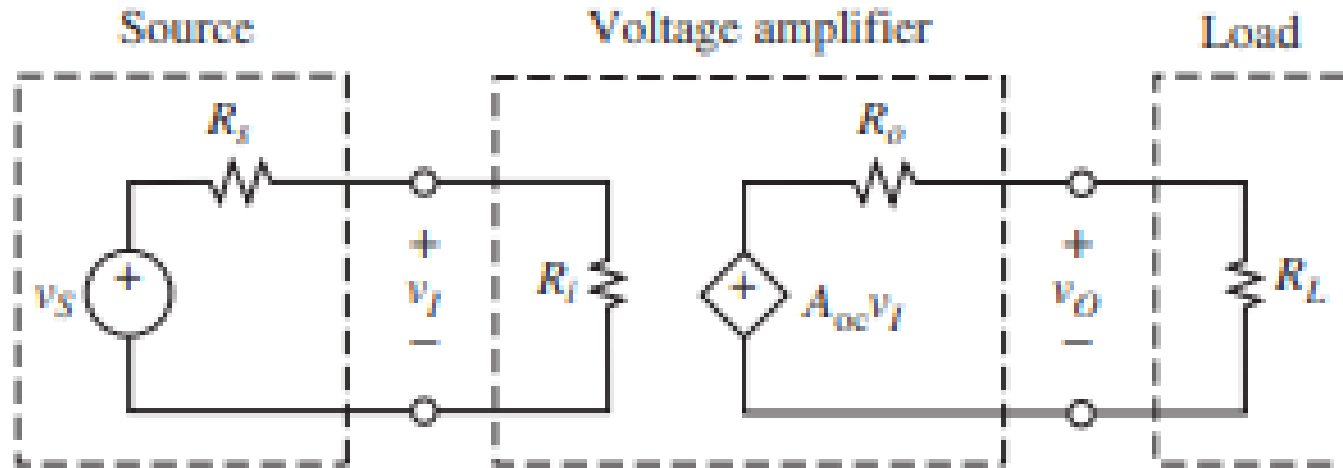 Source Voltage amplifier Load
R_s R_o
+ + + +
v_S v_I R_i A_oc v_I v_O R_L
− −